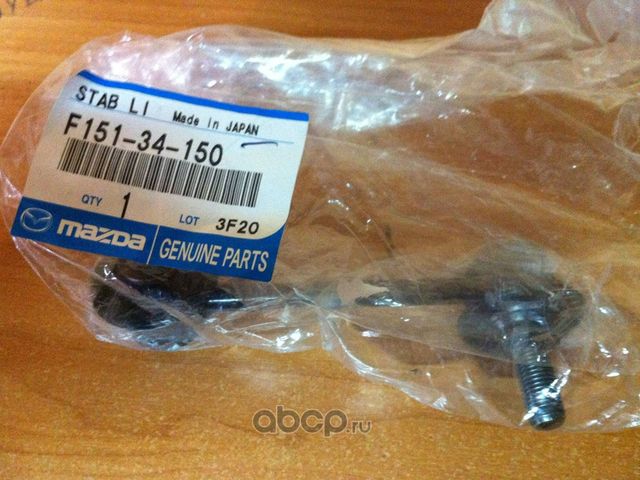 STAB LI Made in JAPAN
F151-34-150
QTY 1 LOT 3F20
mazda GENUINE PARTS
abcp.ru